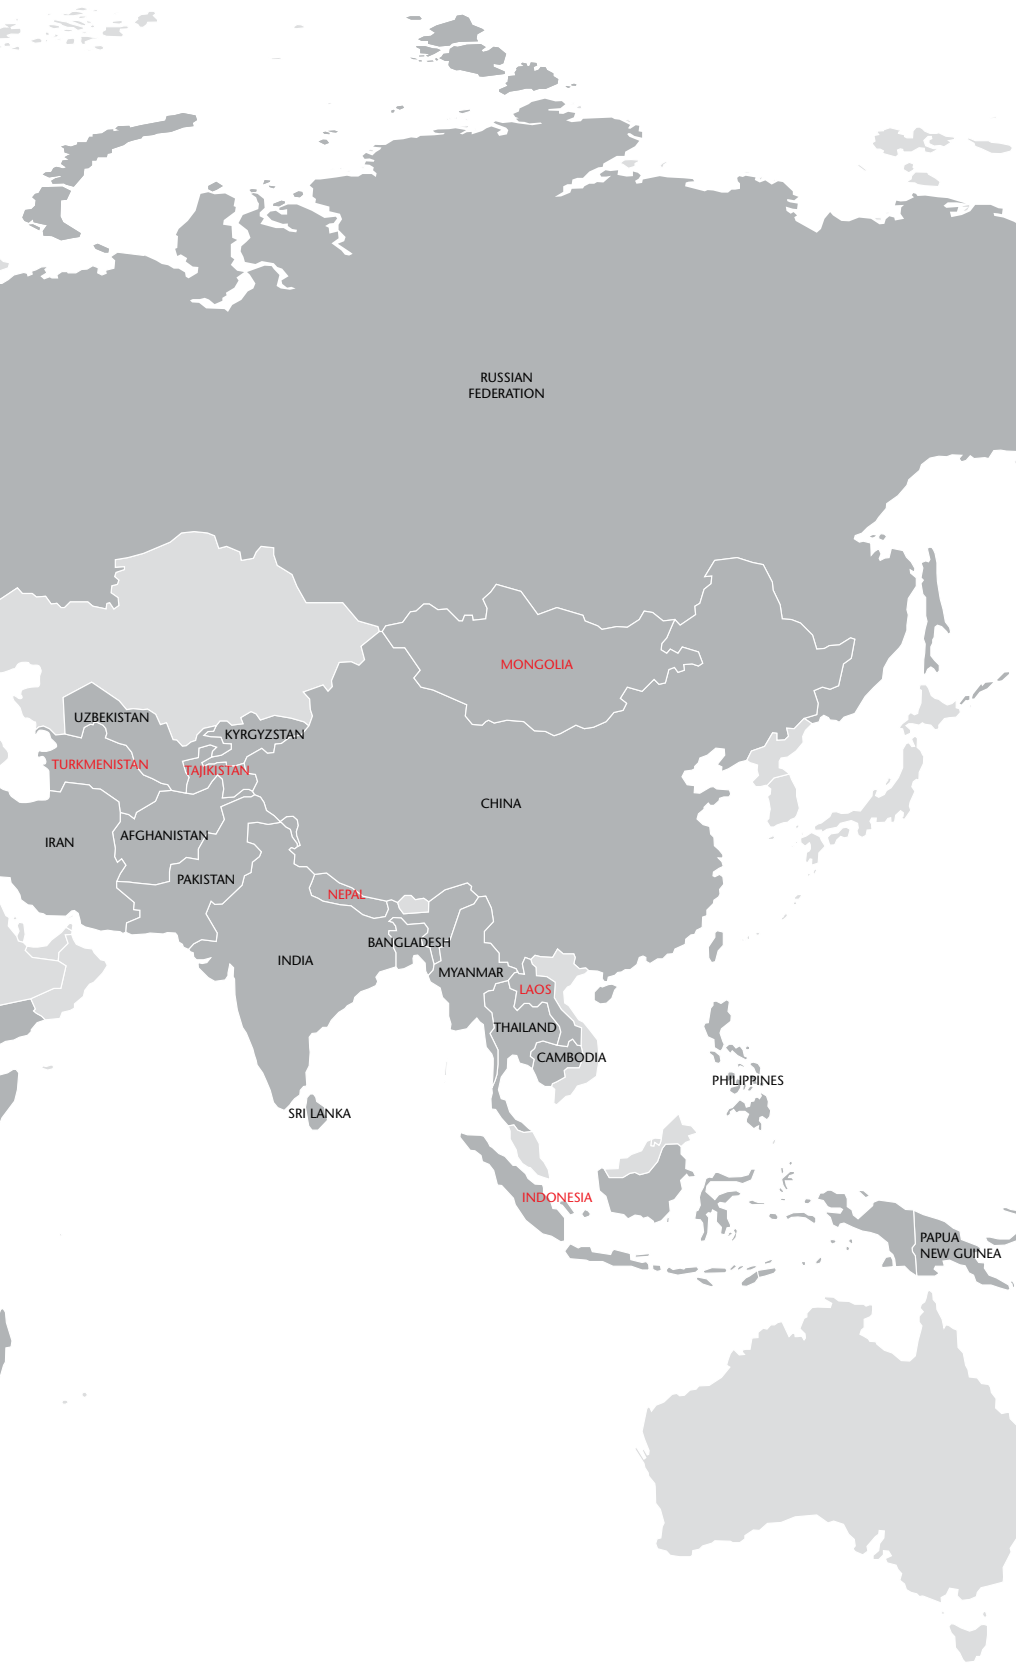 RUSSIAN
FEDERATION
MONGOLIA
UZBEKISTAN
KYRGYZSTAN
TURKMENISTAN
TAJIKISTAN
CHINA
AFGHANISTAN
IRAN
PAKISTAN
NEPAL
BANGLADESH
INDIA
MYANMAR
LAOS
THAILAND
CAMBODIA
PHILIPPINES
SRI LANKA
INDONESIA
PAPUA
NEW GUINEA